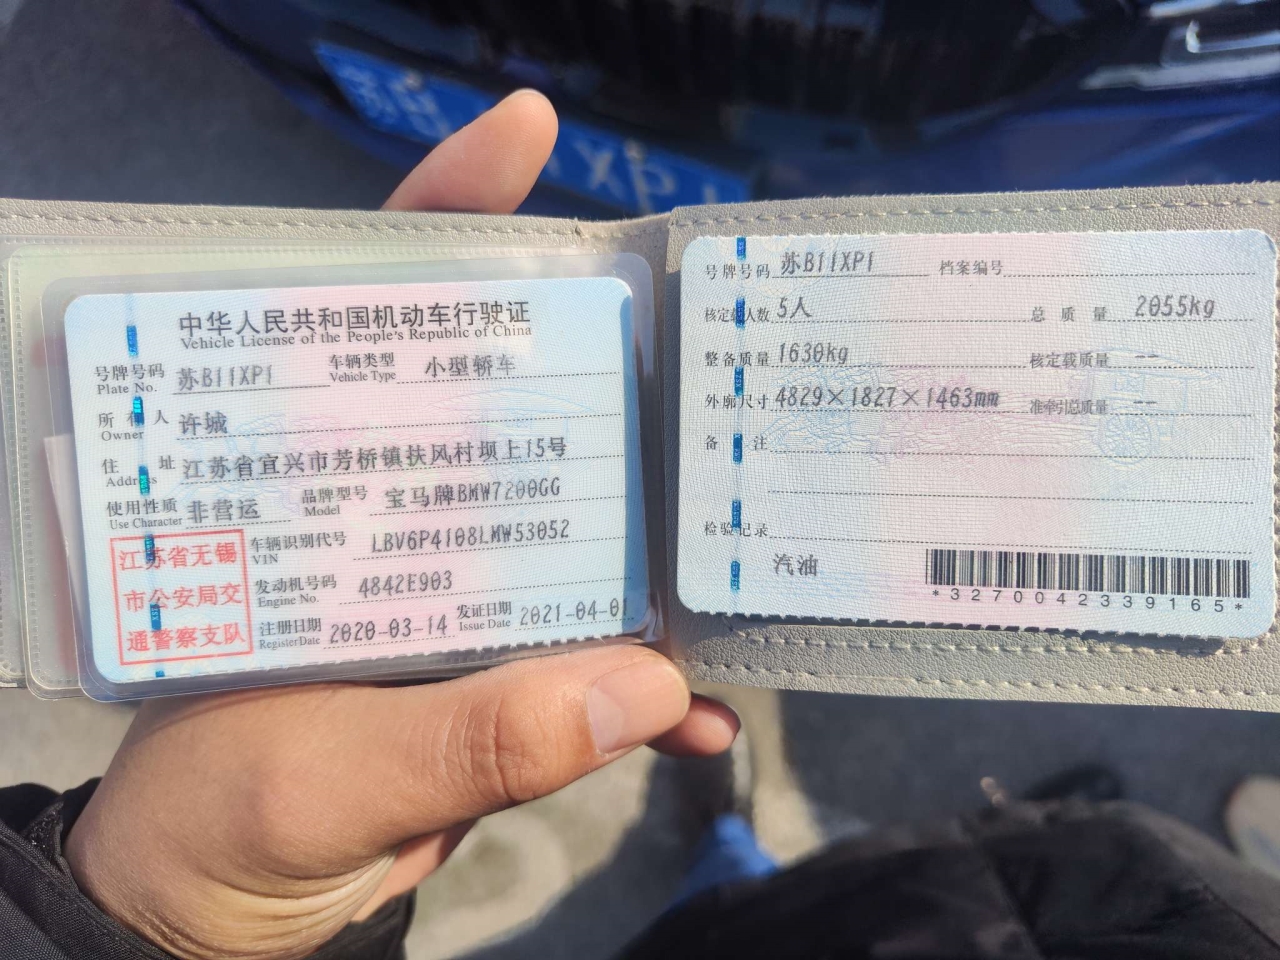 中华人民共和国机动车行驶证
Vehicle License of the People's Republic of China
号牌号码 Plate No. 苏B11XP1 车辆类型 Vehicle Type 小型轿车
所有人 Owner 许城
住址 Address 江苏省宜兴市芳桥镇扶风村坝上15号
使用性质 Use Character 非营运 品牌型号 Model 宝马牌BMW7200GG
车辆识别代号 VIN LBV6P4108LMW53052
发动机号码 Engine No. 4842E903
注册日期 Register Date 2020-03-14 发证日期 Issue Date 2021-04-01
江苏省无锡
市公安局交
通警察支队
号牌号码 苏B11XP1 档案编号
核定载人数 5人 总质量 2055kg
整备质量 1630kg 核定载质量 --
外廓尺寸 4829×1827×1463mm 准牵引总质量 --
备注
检验记录
汽油
*3270042339165*
1XP1